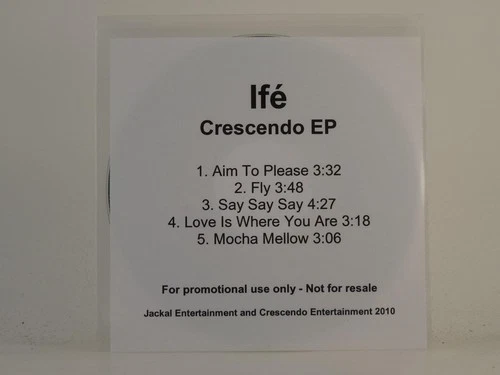 Ifé
Crescendo EP
1. Aim To Please 3:32
2. Fly 3:48
3. Say Say Say 4:27
4. Love Is Where You Are 3:18
5. Mocha Mellow 3:06
For promotional use only - Not for resale
Jackal Entertainment and Crescendo Entertainment 2010